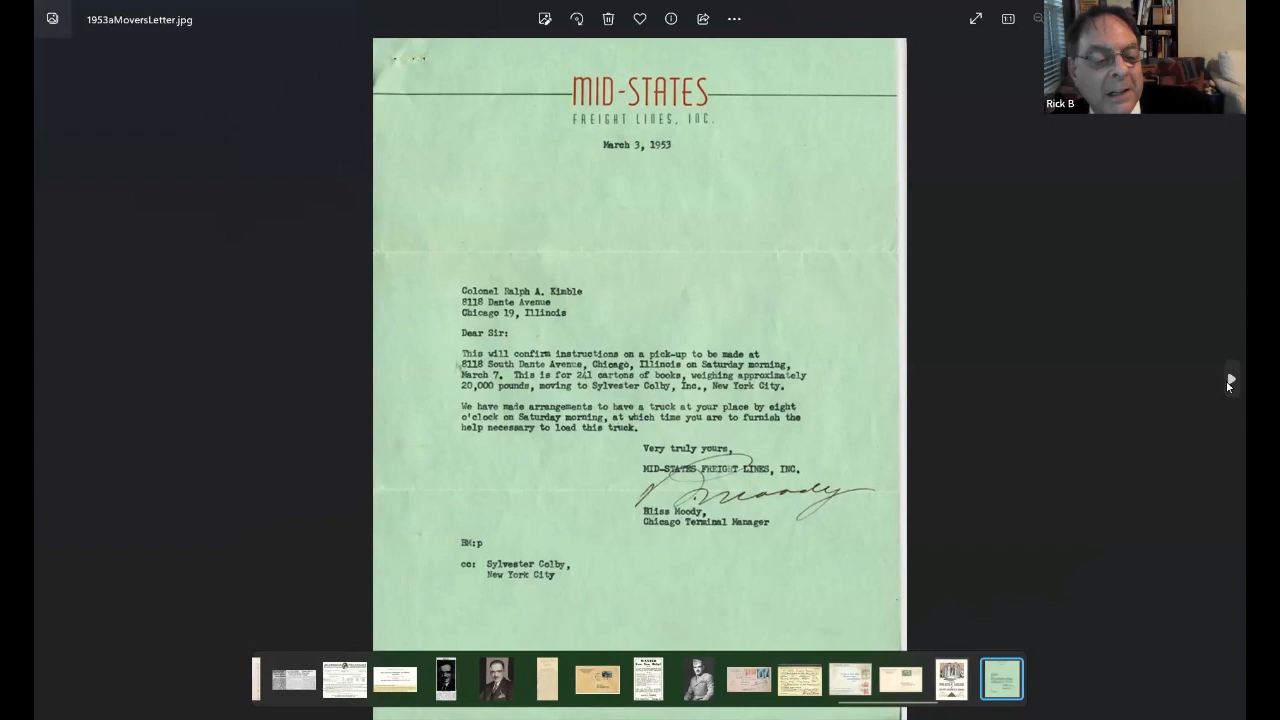 1953aMoversLetter.jpg
Rick B
MID-STATES
FREIGHT LINES, INC.
March 3, 1953
Colonel Ralph A. Kimble
8118 Dante Avenue
Chicago 19, Illinois
Dear Sir:
This will confirm instructions on a pick-up to be made at
8118 South Dante Avenue, Chicago, Illinois on Saturday morning,
March 7. This is for 241 cartons of books, weighing approximately
20,000 pounds, moving to Sylvester Colby, Inc., New York City.
We have made arrangements to have a truck at your place by eight
o'clock on Saturday morning, at which time you are to furnish the
help necessary to load this truck.
Very truly yours,
MID-STATES FREIGHT LINES, INC.
B. Moody
Bliss Moody,
Chicago Terminal Manager
BM:p
cc: Sylvester Colby,
New York City